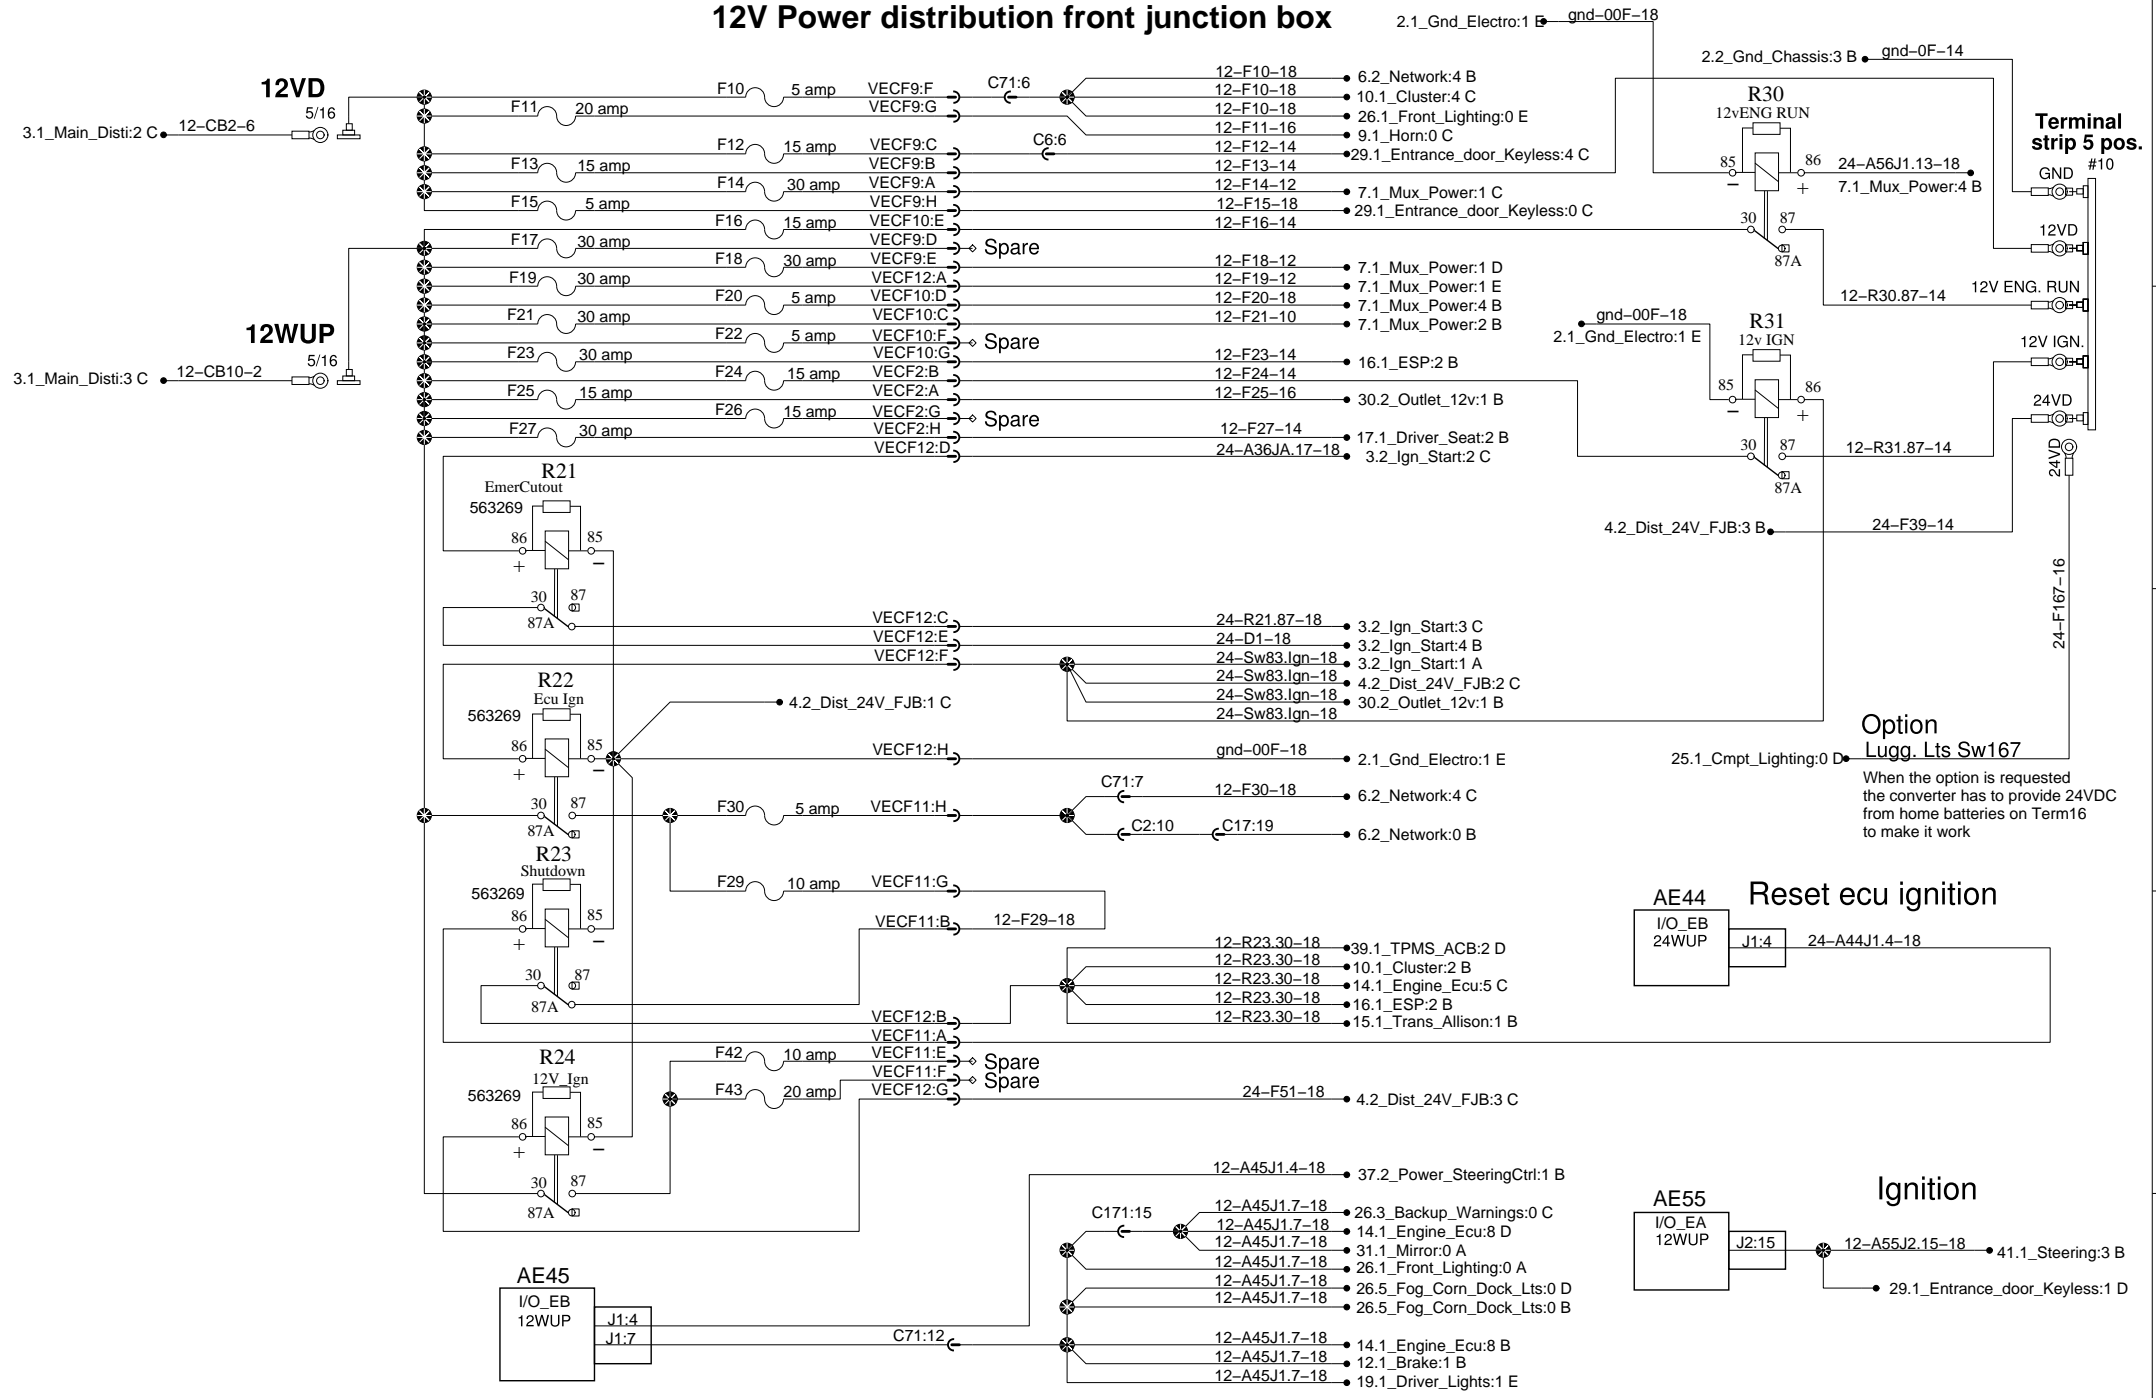 12V Power distribution front junction box
2.1_Gnd_Electro:1 E
gnd-00F-18
2.2_Gnd_Chassis:3 B
gnd-0F-14
12VD
5/16
3.1_Main_Disti:2 C
12-CB2-6
F10
5 amp
VECF9:F
C71:6
12-F10-18
6.2_Network:4 B
12-F10-18
10.1_Cluster:4 C
F11
20 amp
VECF9:G
12-F10-18
26.1_Front_Lighting:0 E
12-F11-16
9.1_Horn:0 C
F12
15 amp
VECF9:C
C6:6
12-F12-14
29.1_Entrance_door_Keyless:4 C
F13
15 amp
VECF9:B
12-F13-14
F14
30 amp
VECF9:A
12-F14-12
7.1_Mux_Power:1 C
F15
5 amp
VECF9:H
12-F15-18
29.1_Entrance_door_Keyless:0 C
F16
15 amp
VECF10:E
12-F16-14
F17
30 amp
VECF9:D
Spare
F18
30 amp
VECF9:E
12-F18-12
7.1_Mux_Power:1 D
F19
30 amp
VECF12:A
12-F19-12
7.1_Mux_Power:1 E
F20
5 amp
VECF10:D
12-F20-18
7.1_Mux_Power:4 B
F21
30 amp
VECF10:C
12-F21-10
7.1_Mux_Power:2 B
12WUP
5/16
3.1_Main_Disti:3 C
12-CB10-2
F22
5 amp
VECF10:F
Spare
F23
30 amp
VECF10:G
12-F23-14
16.1_ESP:2 B
F24
15 amp
VECF2:B
12-F24-14
F25
15 amp
VECF2:A
12-F25-16
30.2_Outlet_12v:1 B
F26
15 amp
VECF2:G
Spare
F27
30 amp
VECF2:H
12-F27-14
17.1_Driver_Seat:2 B
VECF12:D
24-A36JA.17-18
3.2_Ign_Start:2 C
R30
12vENG RUN
85
86
−
+
24-A56J1.13-18
7.1_Mux_Power:4 B
30
87
87A
12-R30.87-14
gnd-00F-18
2.1_Gnd_Electro:1 E
R31
12v IGN
85
86
−
+
30
87
87A
12-R31.87-14
Terminal
strip 5 pos.
#10
GND
12VD
12V ENG. RUN
12V IGN.
24VD
24VD
4.2_Dist_24V_FJB:3 B
24-F39-14
24-F167-16
R21
EmerCutout
563269
86
85
+
−
30
87
87A
VECF12:C
24-R21.87-18
3.2_Ign_Start:3 C
VECF12:E
24-D1-18
3.2_Ign_Start:4 B
VECF12:F
24-Sw83.Ign-18
3.2_Ign_Start:1 A
24-Sw83.Ign-18
4.2_Dist_24V_FJB:2 C
24-Sw83.Ign-18
30.2_Outlet_12v:1 B
24-Sw83.Ign-18
R22
Ecu Ign
563269
86
85
+
−
30
87
87A
4.2_Dist_24V_FJB:1 C
VECF12:H
gnd-00F-18
2.1_Gnd_Electro:1 E
Option
Lugg. Lts Sw167
25.1_Cmpt_Lighting:0 D
When the option is requested
the converter has to provide 24VDC
from home batteries on Term16
to make it work
F30
5 amp
VECF11:H
C71:7
12-F30-18
6.2_Network:4 C
C2:10
C17:19
6.2_Network:0 B
R23
Shutdown
563269
86
85
+
−
30
87
87A
F29
10 amp
VECF11:G
VECF11:B
12-F29-18
12-R23.30-18
39.1_TPMS_ACB:2 D
12-R23.30-18
10.1_Cluster:2 B
12-R23.30-18
14.1_Engine_Ecu:5 C
12-R23.30-18
16.1_ESP:2 B
12-R23.30-18
15.1_Trans_Allison:1 B
VECF12:B
VECF11:A
AE44
Reset ecu ignition
I/O_EB
24WUP
J1:4
24-A44J1.4-18
R24
12V_Ign
563269
86
85
+
−
30
87
87A
F42
10 amp
VECF11:E
Spare
F43
20 amp
VECF11:F
Spare
VECF12:G
24-F51-18
4.2_Dist_24V_FJB:3 C
12-A45J1.4-18
37.2_Power_SteeringCtrl:1 B
C171:15
12-A45J1.7-18
26.3_Backup_Warnings:0 C
12-A45J1.7-18
14.1_Engine_Ecu:8 D
12-A45J1.7-18
31.1_Mirror:0 A
12-A45J1.7-18
26.1_Front_Lighting:0 A
12-A45J1.7-18
26.5_Fog_Corn_Dock_Lts:0 D
12-A45J1.7-18
26.5_Fog_Corn_Dock_Lts:0 B
AE45
I/O_EB
12WUP
J1:4
J1:7
C71:12
12-A45J1.7-18
14.1_Engine_Ecu:8 B
12-A45J1.7-18
12.1_Brake:1 B
12-A45J1.7-18
19.1_Driver_Lights:1 E
AE55
Ignition
I/O_EA
12WUP
J2:15
12-A55J2.15-18
41.1_Steering:3 B
29.1_Entrance_door_Keyless:1 D